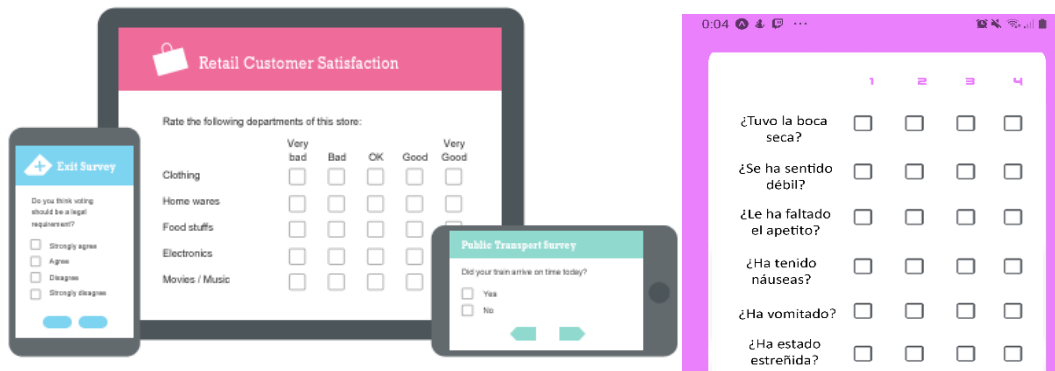 Retail Customer Satisfaction
Rate the following departments of this store:
Very bad Bad OK Good Very Good
Clothing
Home wares
Food stuffs
Electronics
Movies / Music
Exit Survey
Do you think voting
should be a legal
requirement?
Strongly agree
Agree
Disagree
Strongly disagree
Public Transport Survey
Did your train arrive on time today?
Yes
No
0:04
1 2 3 4
¿Tuvo la boca
seca?
¿Se ha sentido
débil?
¿Le ha faltado
el apetito?
¿Ha tenido
náuseas?
¿Ha vomitado?
¿Ha estado
estreñida?